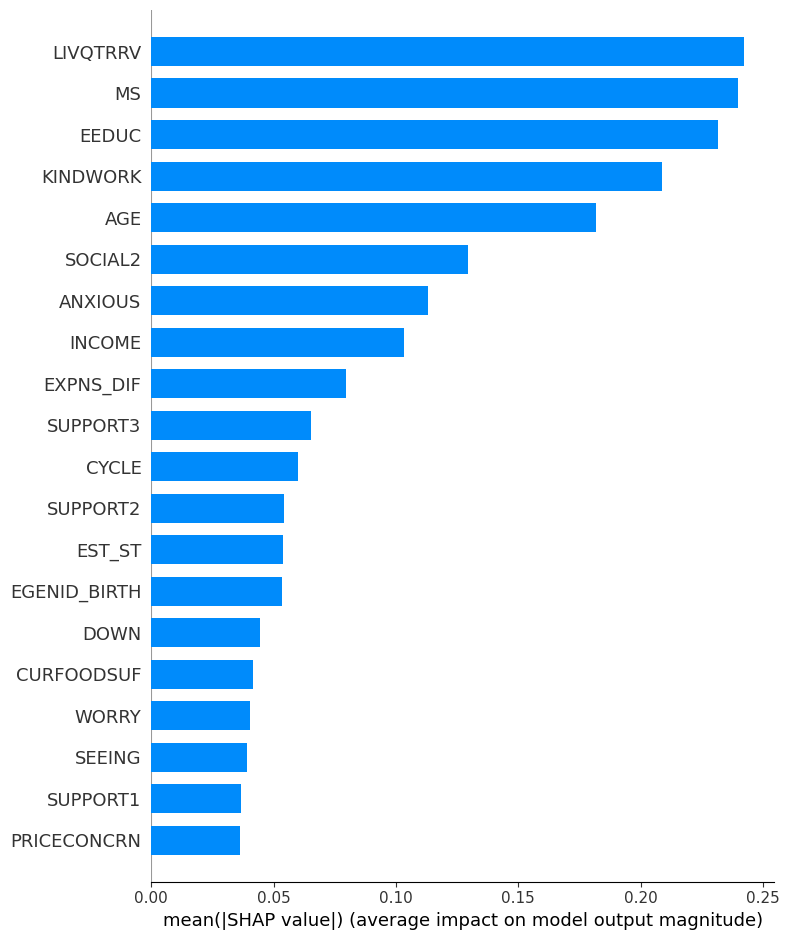 LIVQTRRV
MS
EEDUC
KINDWORK
AGE
SOCIAL2
ANXIOUS
INCOME
EXPNS_DIF
SUPPORT3
CYCLE
SUPPORT2
EST_ST
EGENID_BIRTH
DOWN
CURFOODSUF
WORRY
SEEING
SUPPORT1
PRICECONCRN
0.00 0.05 0.10 0.15 0.20 0.25
mean(|SHAP value|) (average impact on model output magnitude)